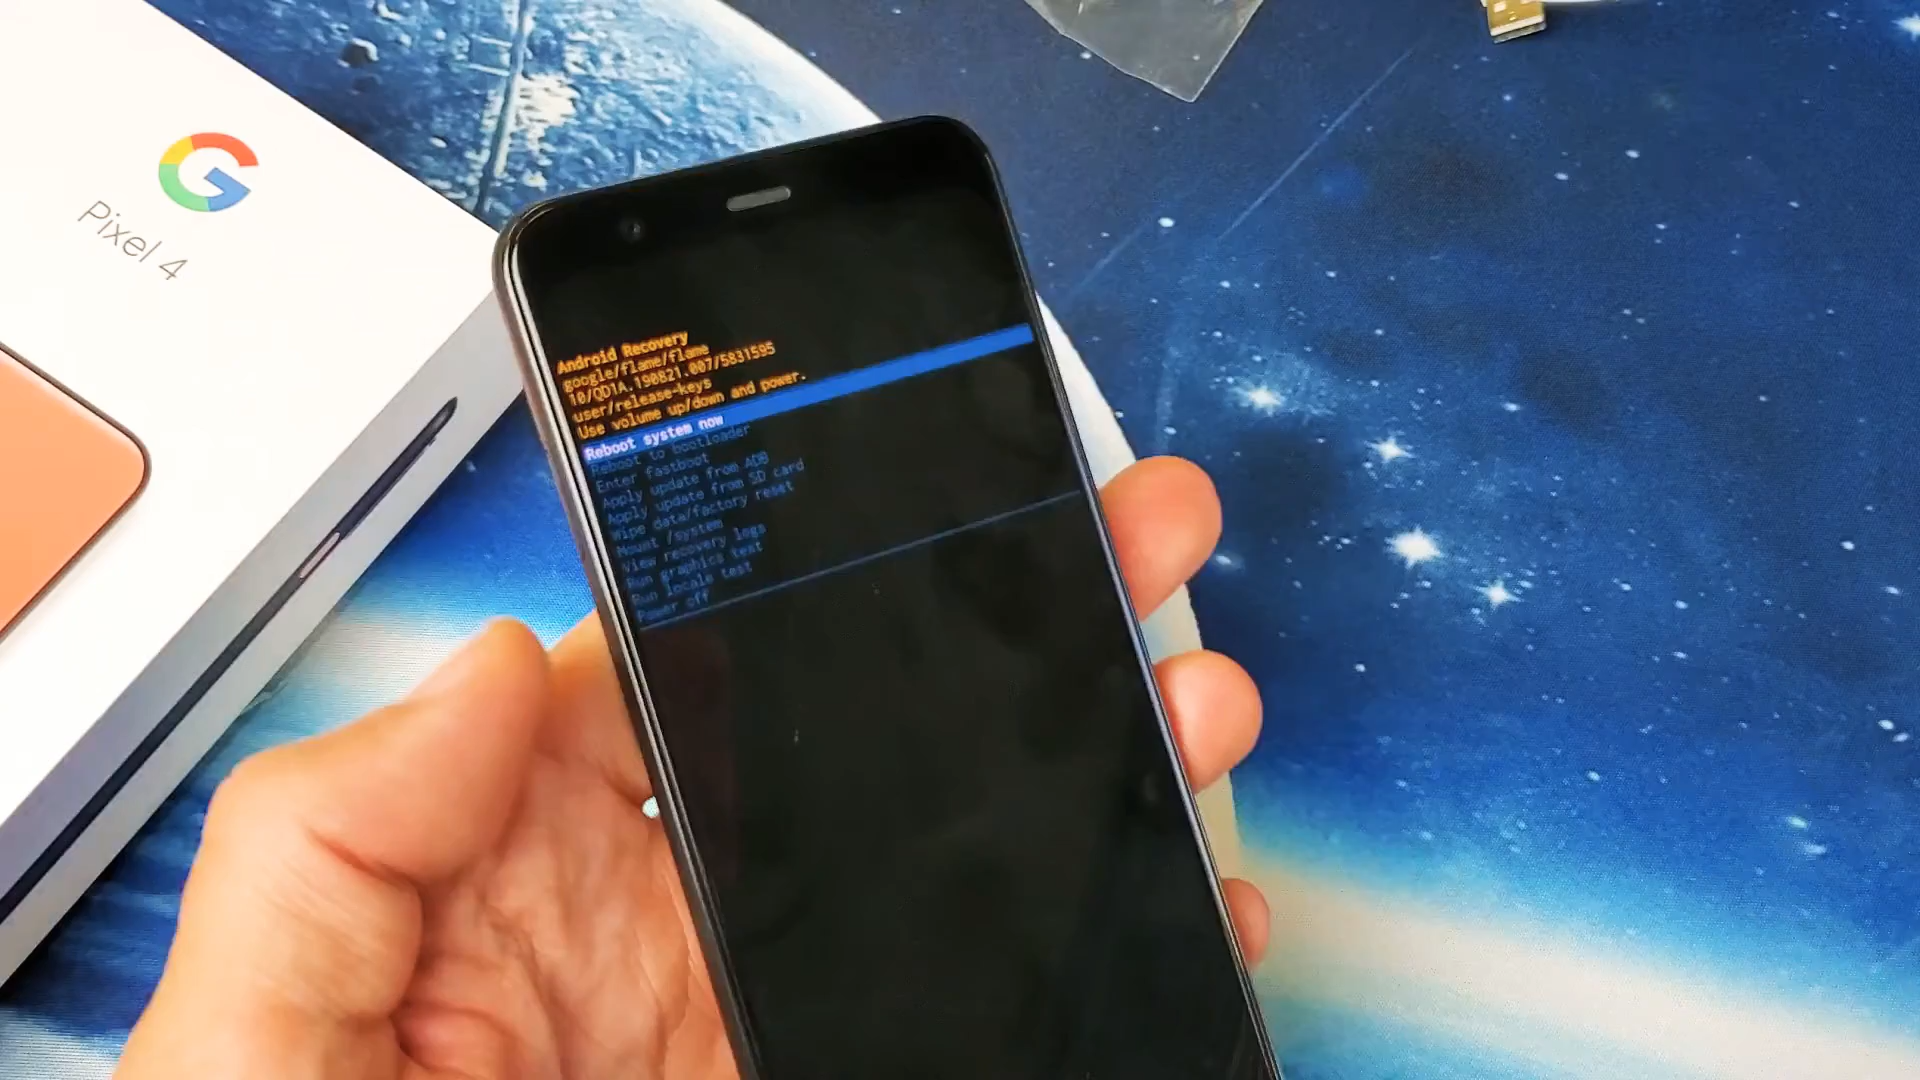 G
Pixel 4
Android Recovery
google/flame/flame
10/QD1A.190821.007/5831595
user/release-keys
Use volume up/down and power.
Reboot system now
Reboot to bootloader
Enter fastboot
Apply update from ADB
Apply update from SD card
Wipe data/factory reset
Mount /system
View recovery logs
Run graphics test
Run locale test
Power off